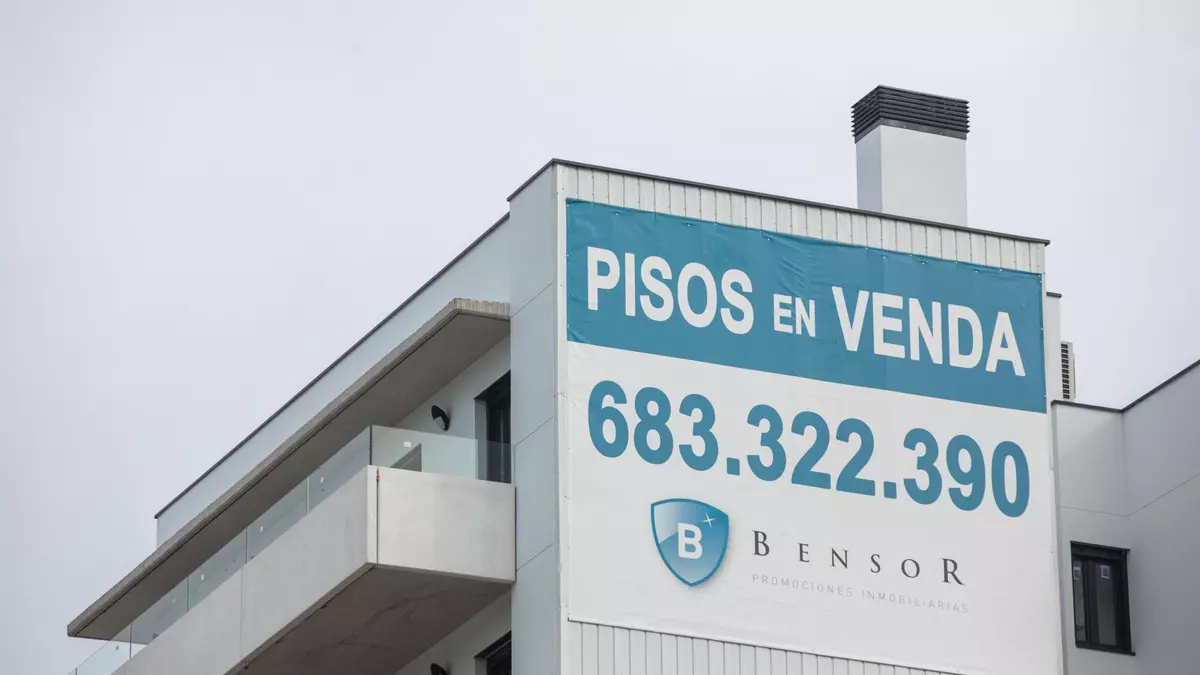 PISOS EN VENDA
683.322.390
B
BENSOR
PROMOCIONES INMOBILIARIAS